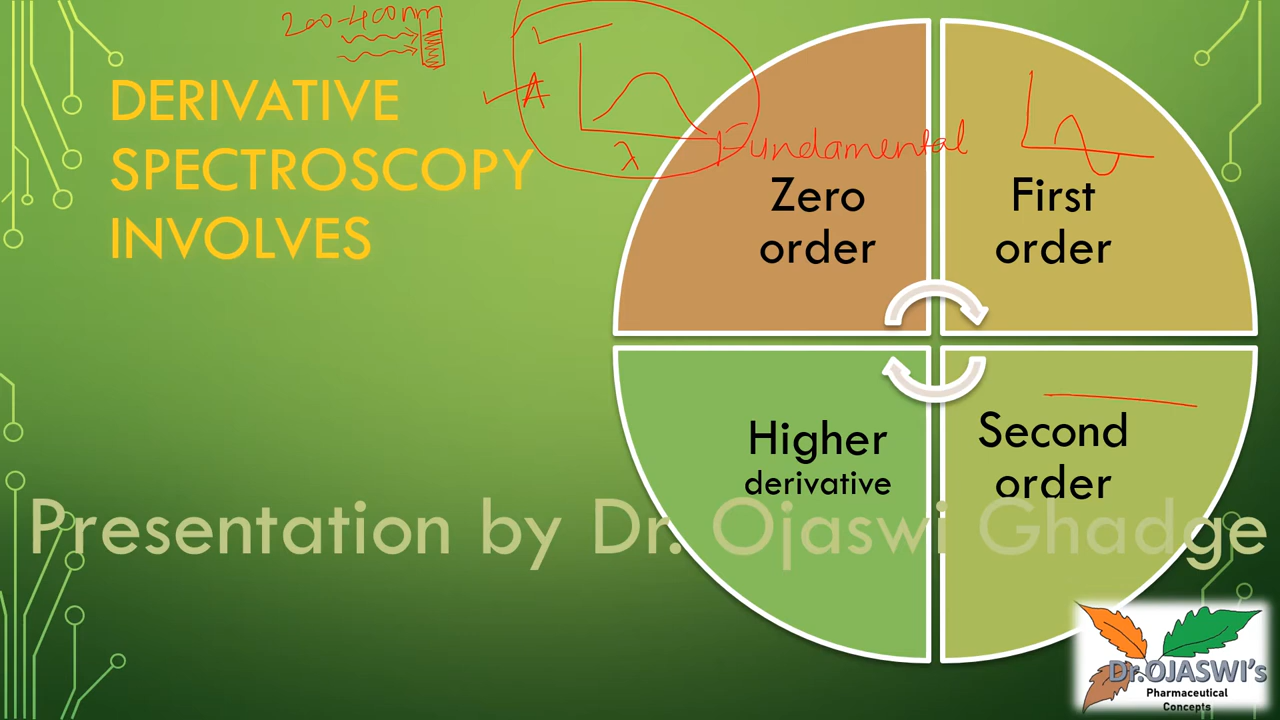 200-400nm
DERIVATIVE
SPECTROSCOPY
INVOLVES
A
λ
Fundamental
Zero
order
First
order
Higher
derivative
Second
order
Presentation by Dr. Ojaswi Ghadge
Dr.OJASWI's
Pharmaceutical
Concepts